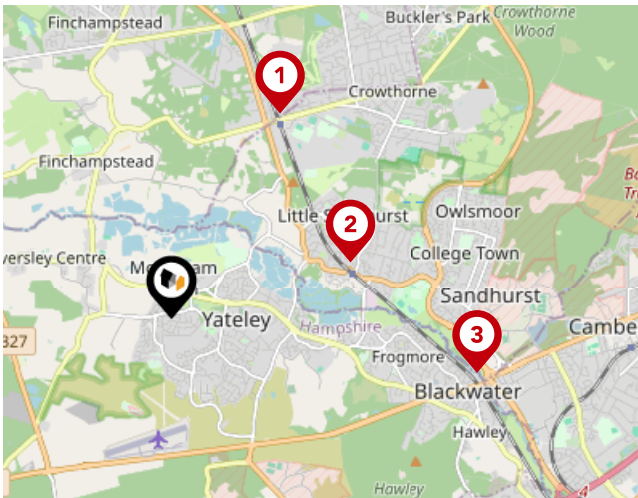 Finchampstead
Buckler's Park
Crowthorne
Wood
1
Crowthorne
Finchampstead
Little S
hurst
2
Owlsmoor
versley Centre
College Town
Sandhurst
Yateley
Hampshire
3
Cambe
327
Frogmore
Blackwater
Hawley
Hawley
4